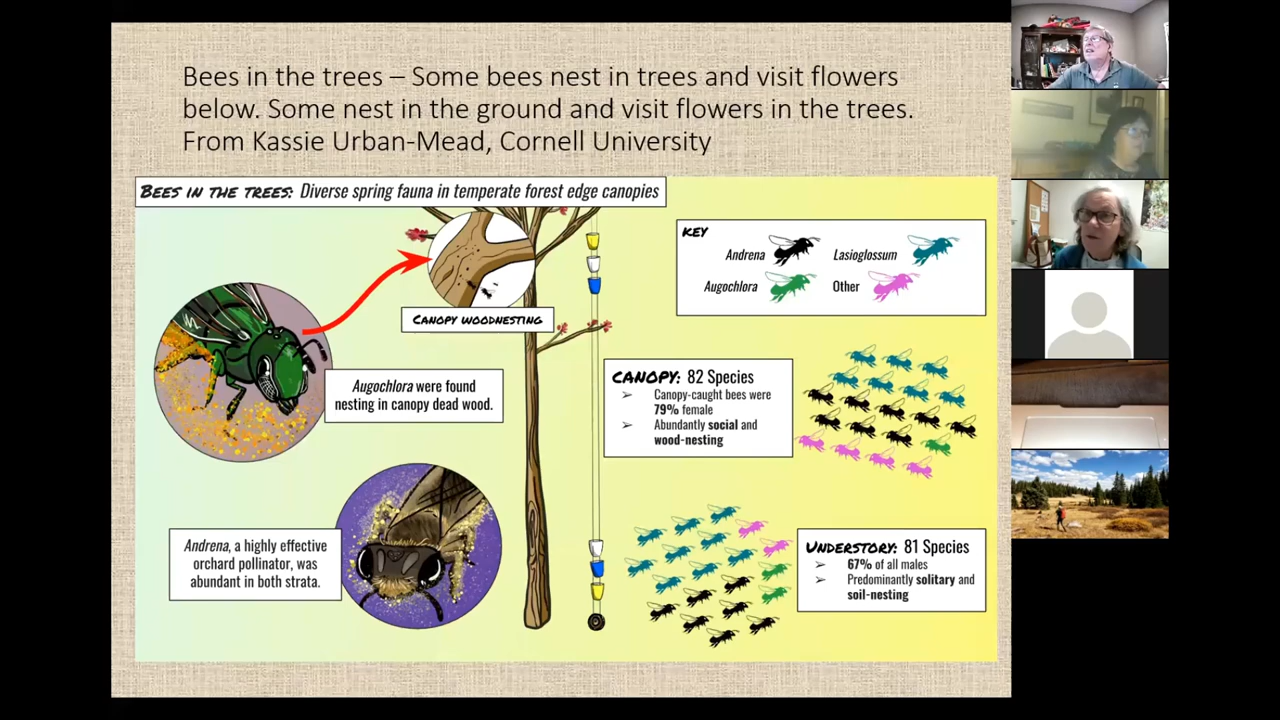 Bees in the trees – Some bees nest in trees and visit flowers
below. Some nest in the ground and visit flowers in the trees.
From Kassie Urban-Mead, Cornell University
BEES IN THE TREES: Diverse spring fauna in temperate forest edge canopies
KEY
Andrena
Lasioglossum
Augochlora
Other
CANOPY WOODNESTING
Augochlora were found
nesting in canopy dead wood.
CANOPY: 82 Species
➢ Canopy-caught bees were
79% female
➢ Abundantly social and
wood-nesting
Andrena, a highly effective
orchard pollinator, was
abundant in both strata.
UNDERSTORY: 81 Species
➢ 67% of all males
➢ Predominantly solitary and
soil-nesting